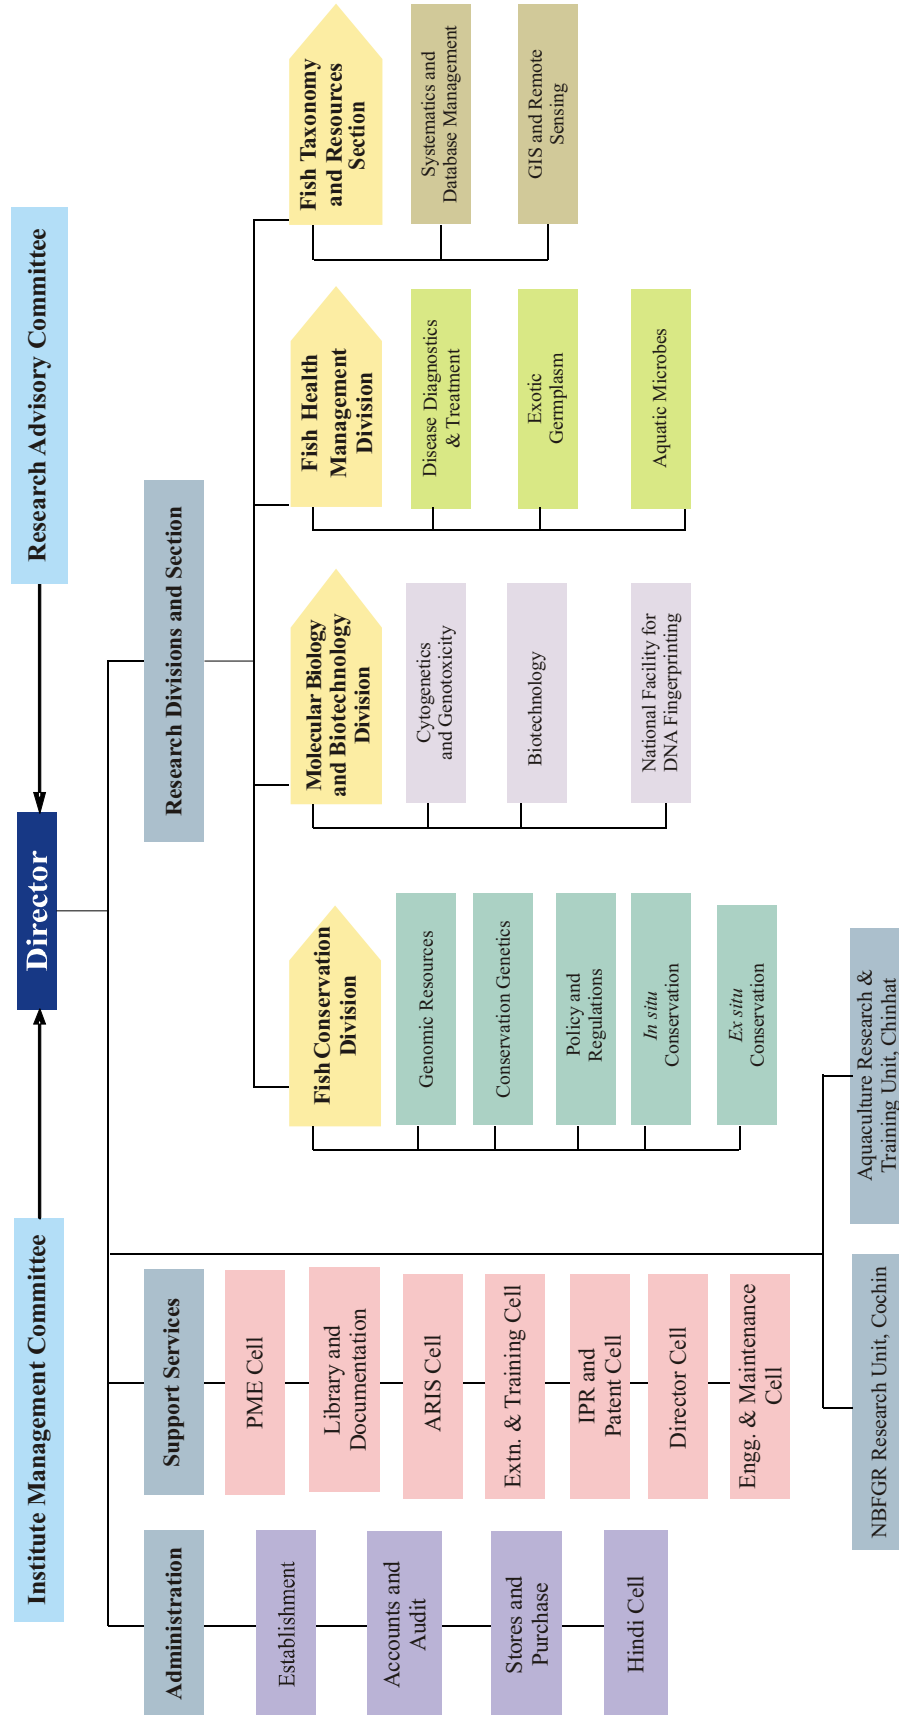 Institute Management Committee
Director
Research Advisory Committee
Administration
Establishment
Accounts and
Audit
Stores and
Purchase
Hindi Cell
Support Services
PME Cell
Library and
Documentation
ARIS Cell
Extn. & Training Cell
IPR and
Patent Cell
Director Cell
Engg. & Maintenance
Cell
NBFGR Research Unit, Cochin
Aquaculture Research &
Training Unit, Chinhat
Research Divisions and Section
Fish Conservation
Division
Genomic Resources
Conservation Genetics
Policy and
Regulations
In situ
Conservation
Ex situ
Conservation
Molecular Biology
and Biotechnology
Division
Cytogenetics
and Genotoxicity
Biotechnology
National Facility for
DNA Fingerprinting
Fish Health
Management
Division
Disease Diagnostics
& Treatment
Exotic
Germplasm
Aquatic Microbes
Fish Taxonomy
and Resources
Section
Systematics and
Database Management
GIS and Remote
Sensing